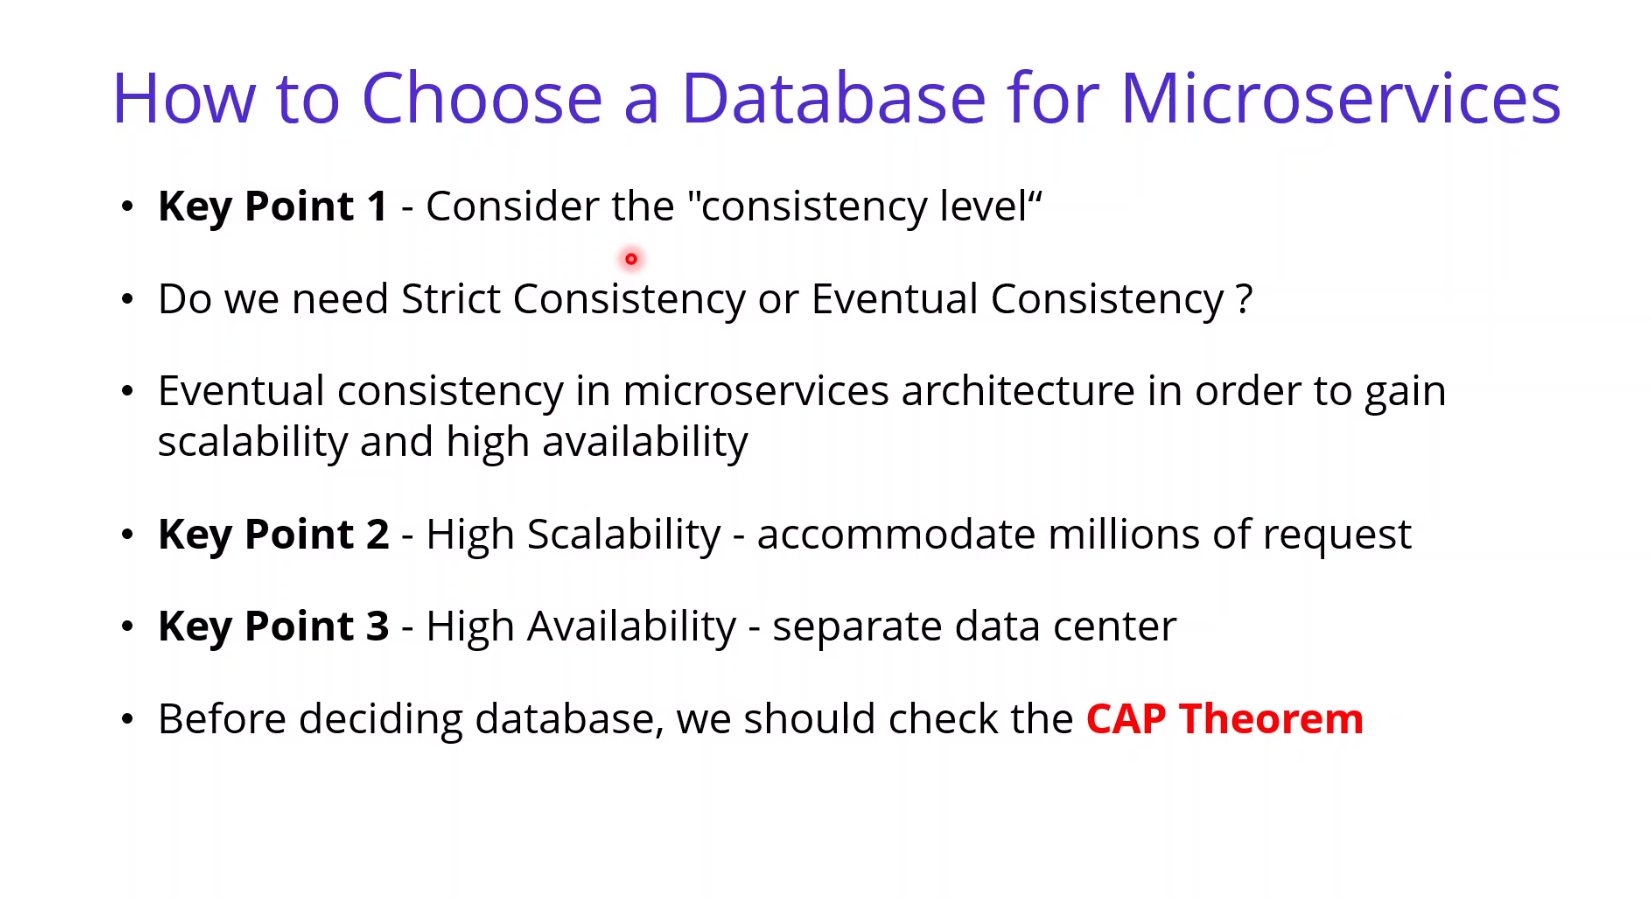 How to Choose a Database for Microservices
• Key Point 1 - Consider the "consistency level“
• Do we need Strict Consistency or Eventual Consistency ?
• Eventual consistency in microservices architecture in order to gain
scalability and high availability
• Key Point 2 - High Scalability - accommodate millions of request
• Key Point 3 - High Availability - separate data center
• Before deciding database, we should check the CAP Theorem